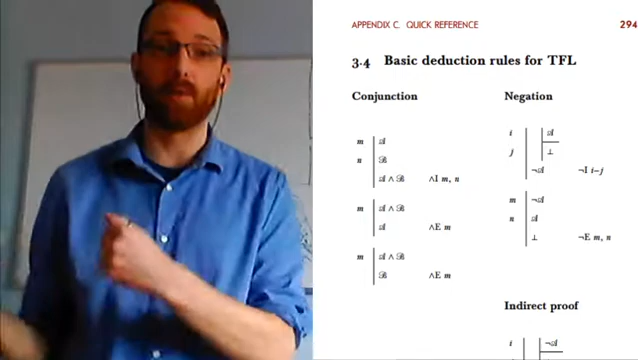 APPENDIX C. QUICK REFERENCE 294
3.4 Basic deduction rules for TFL
Conjunction
m 𝒜
n ℬ
𝒜 ∧ ℬ ∧I m, n
m 𝒜 ∧ ℬ
𝒜 ∧E m
m 𝒜 ∧ ℬ
ℬ ∧E m
Negation
i 𝒜
j ⊥
¬𝒜 ¬I i–j
m ¬𝒜
n 𝒜
⊥ ¬E m, n
Indirect proof
i ¬𝒜